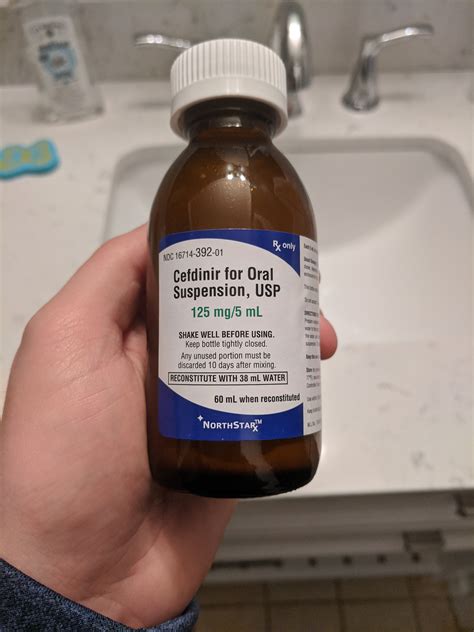 Rx only
NDC 16714-392-01
Cefdinir for Oral
Suspension, USP
125 mg/5 mL
SHAKE WELL BEFORE USING.
Keep bottle tightly closed.
Any unused portion must be
discarded 10 days after mixing.
RECONSTITUTE WITH 38 mL WATER
60 mL when reconstituted
NORTHSTARx™